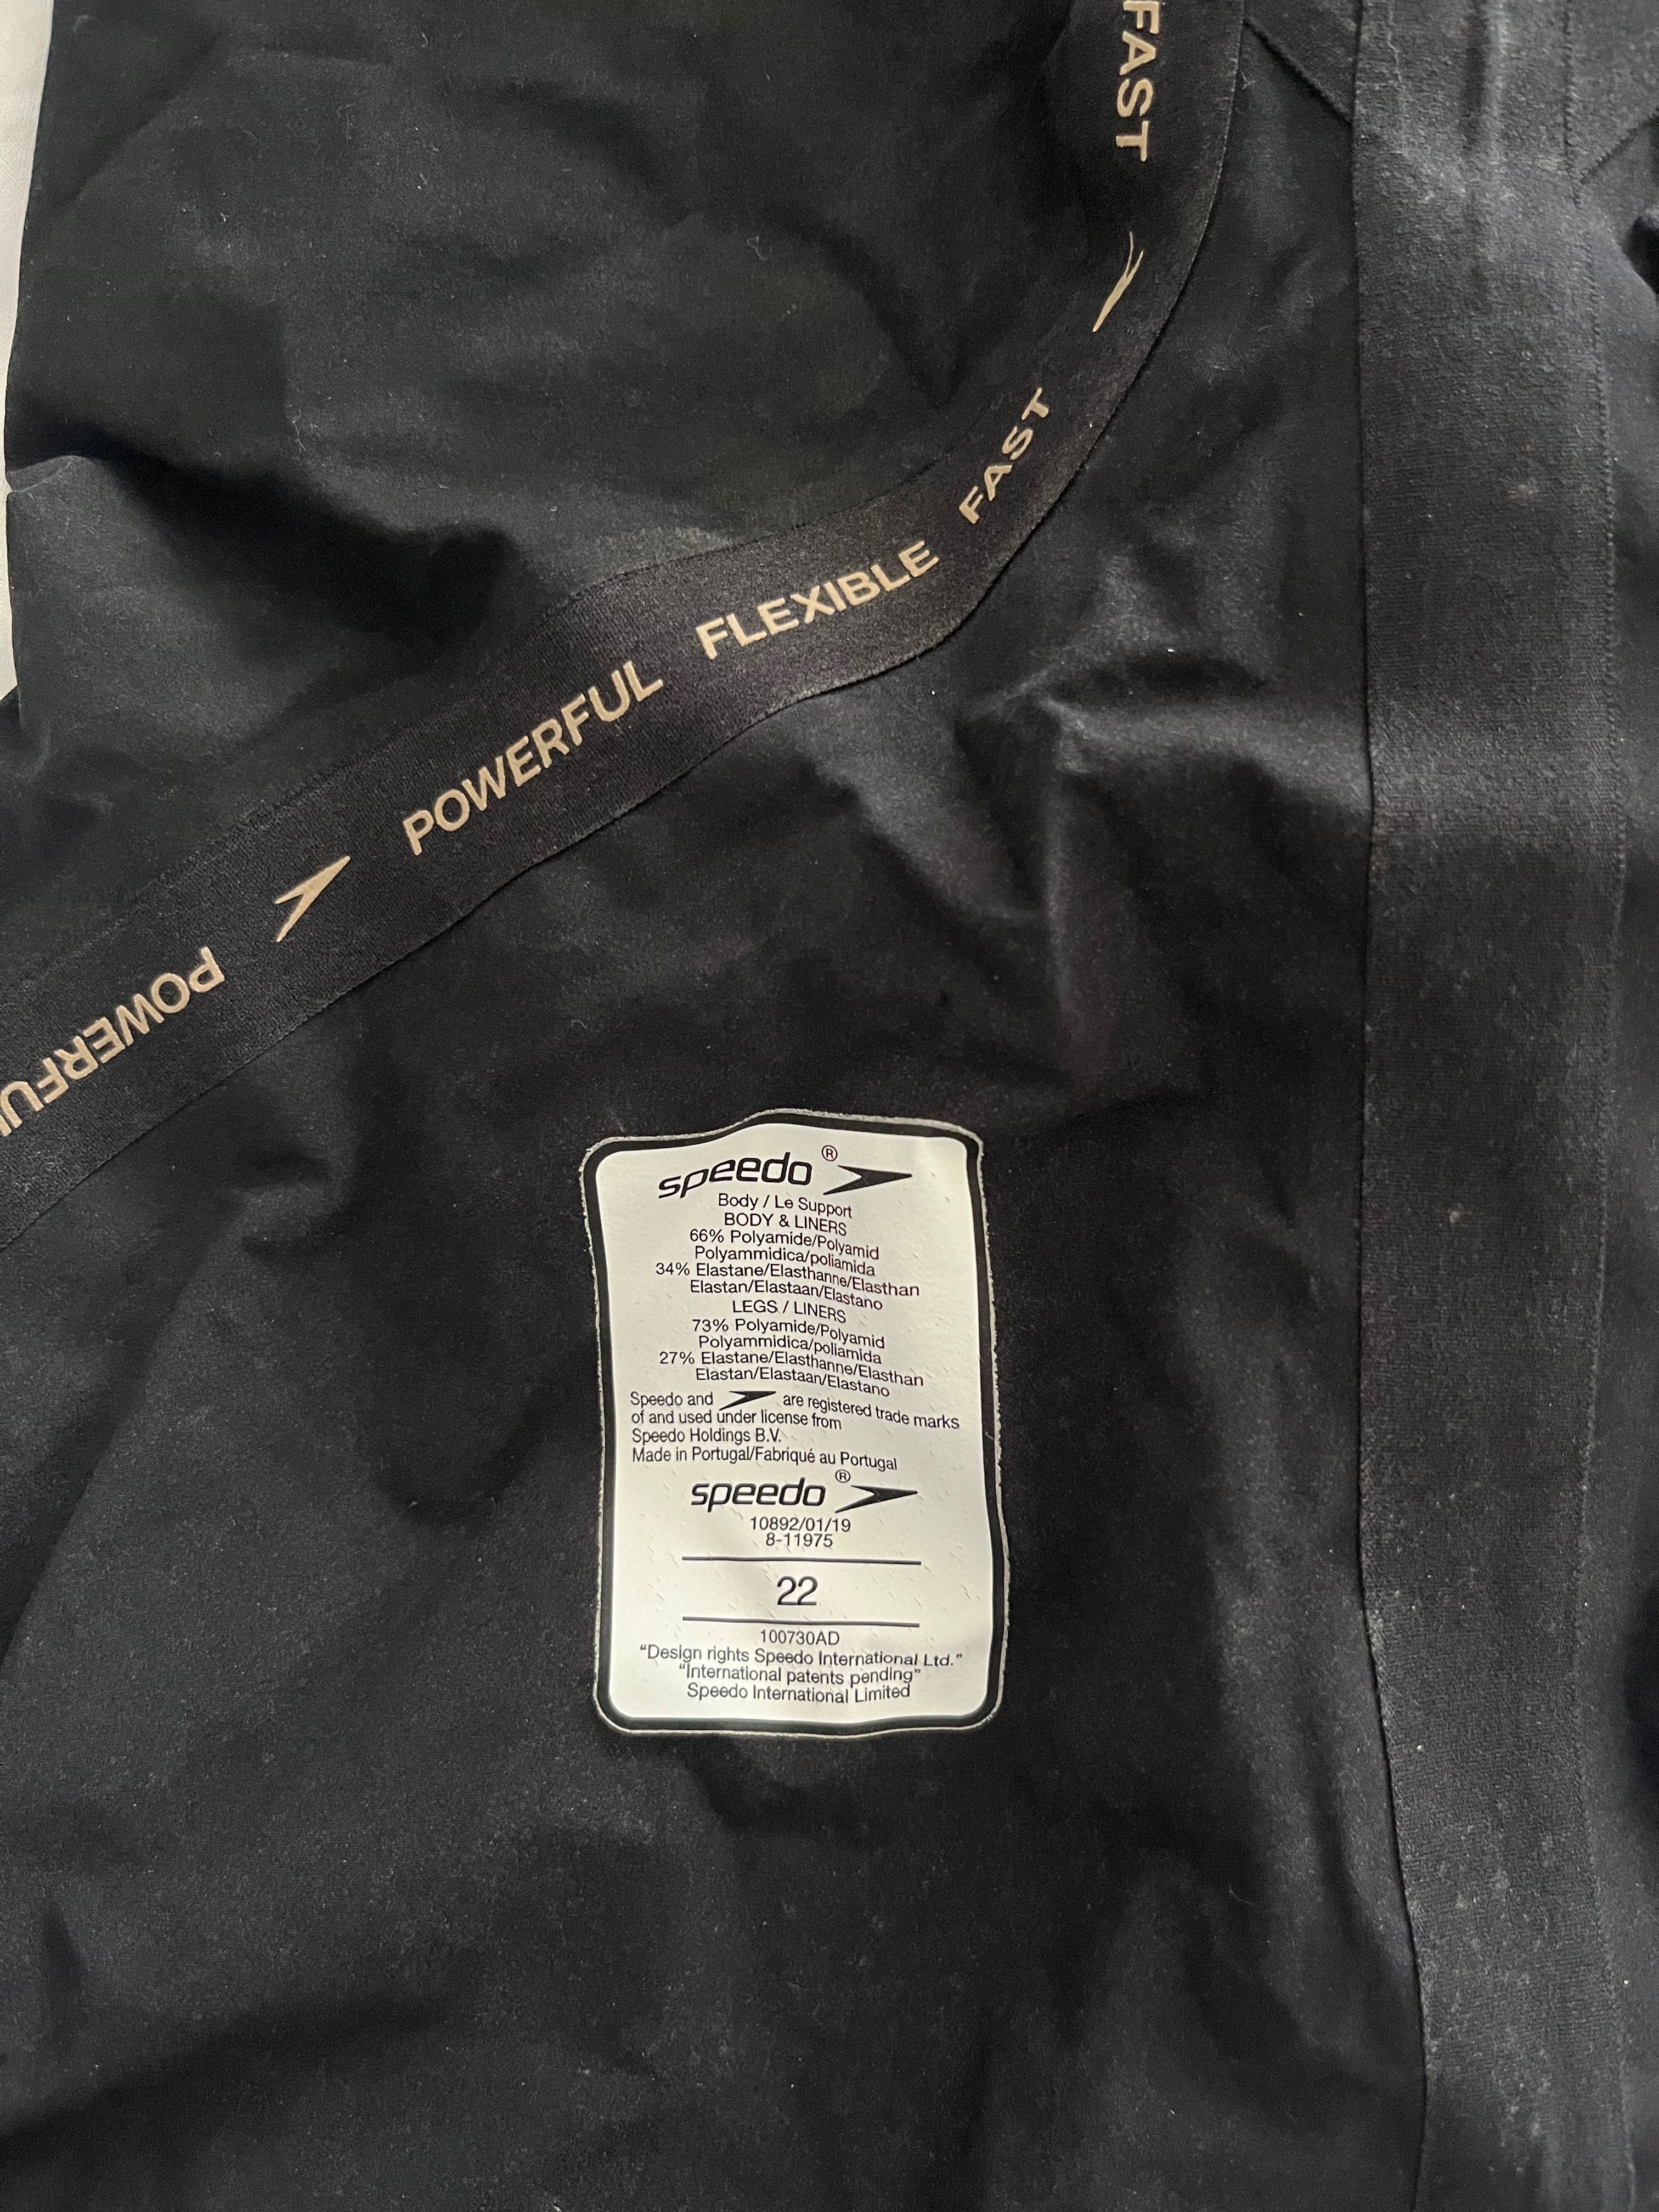 FAST
FAST
FLEXIBLE
POWERFUL
POWERFU
speedo®
Body / Le Support
BODY & LINERS
66% Polyamide/Polyamid
Polyammidica/poliamida
34% Elastane/Elasthanne/Elasthan
Elastan/Elastaan/Elastano
LEGS / LINERS
73% Polyamide/Polyamid
Polyammidica/poliamida
27% Elastane/Elasthanne/Elasthan
Elastan/Elastaan/Elastano
Speedo and are registered trade marks
of and used under license from
Speedo Holdings B.V.
Made in Portugal/Fabriqué au Portugal
speedo®
10892/01/19
8-11975
22
100730AD
“Design rights Speedo International Ltd.”
“International patents pending”
Speedo International Limited